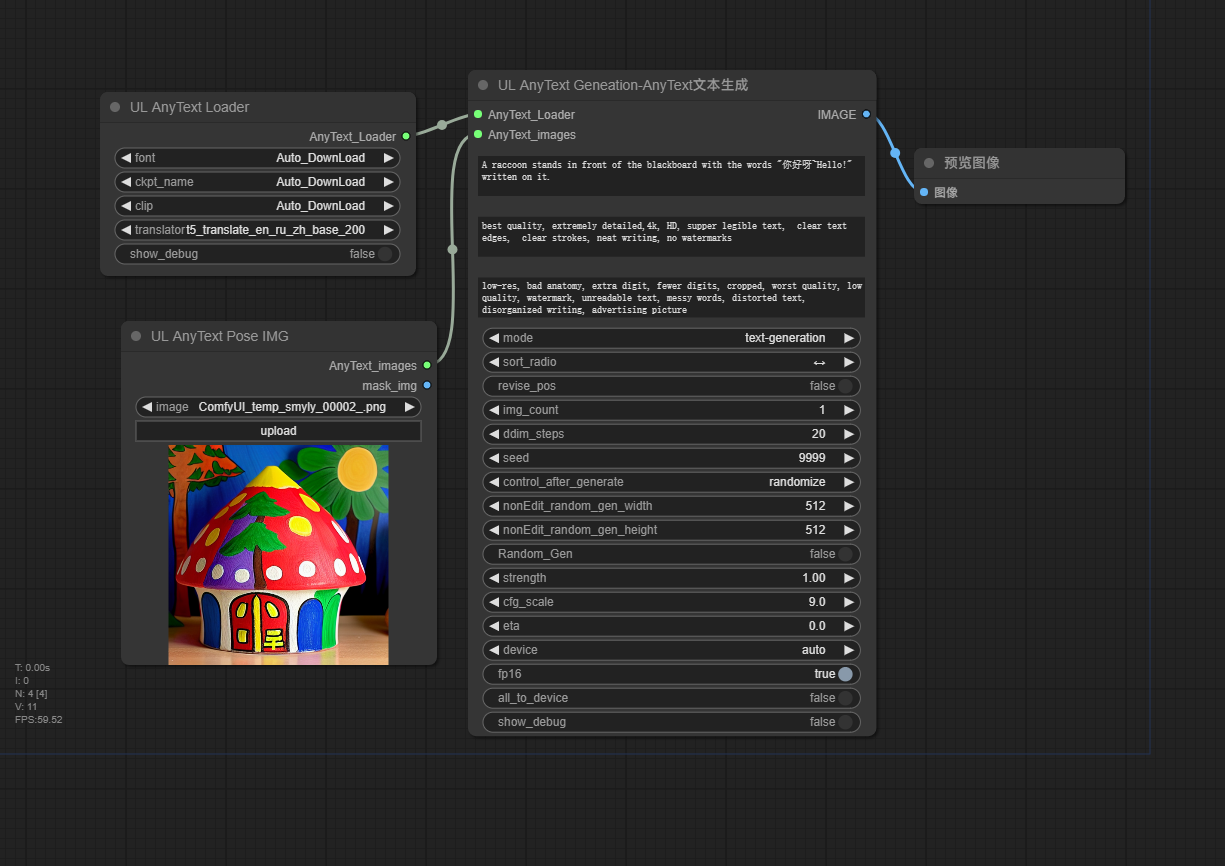 UL AnyText Loader
AnyText_Loader
font Auto_DownLoad
ckpt_name Auto_DownLoad
clip Auto_DownLoad
translator t5_translate_en_ru_zh_base_200
show_debug false
UL AnyText Pose IMG
AnyText_images
mask_img
image ComfyUI_temp_smyly_00002_.png
upload
UL AnyText Geneation-AnyText文本生成
AnyText_Loader IMAGE
AnyText_images
A raccoon stands in front of the blackboard with the words "你好呀~Hello!"
written on it.
best quality, extremely detailed,4k, HD, supper legible text,  clear text
edges,  clear strokes, neat writing, no watermarks
low-res, bad anatomy, extra digit, fewer digits, cropped, worst quality, low
quality, watermark, unreadable text, messy words, distorted text,
disorganized writing, advertising picture
mode text-generation
sort_radio ↔
revise_pos false
img_count 1
ddim_steps 20
seed 9999
control_after_generate randomize
nonEdit_random_gen_width 512
nonEdit_random_gen_height 512
Random_Gen false
strength 1.00
cfg_scale 9.0
eta 0.0
device auto
fp16 true
all_to_device false
show_debug false
预览图像
图像
T: 0.00s
I: 0
N: 4 [4]
V: 11
FPS:59.52